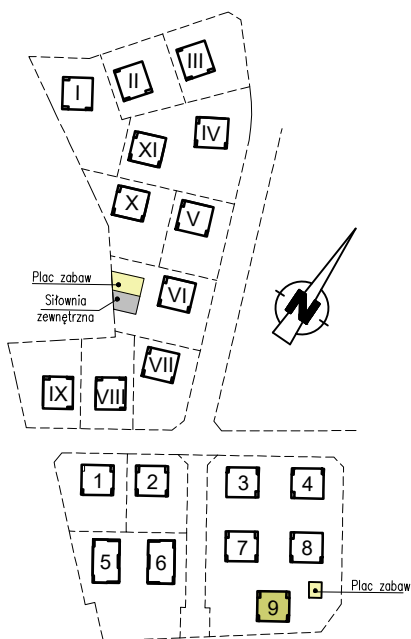 III
II
I
IV
XI
X
V
Plac zabaw
Siłownia
zewnętrzna
VI
VII
IX
VIII
N
1
2
3
4
5
6
7
8
9
Plac zabaw